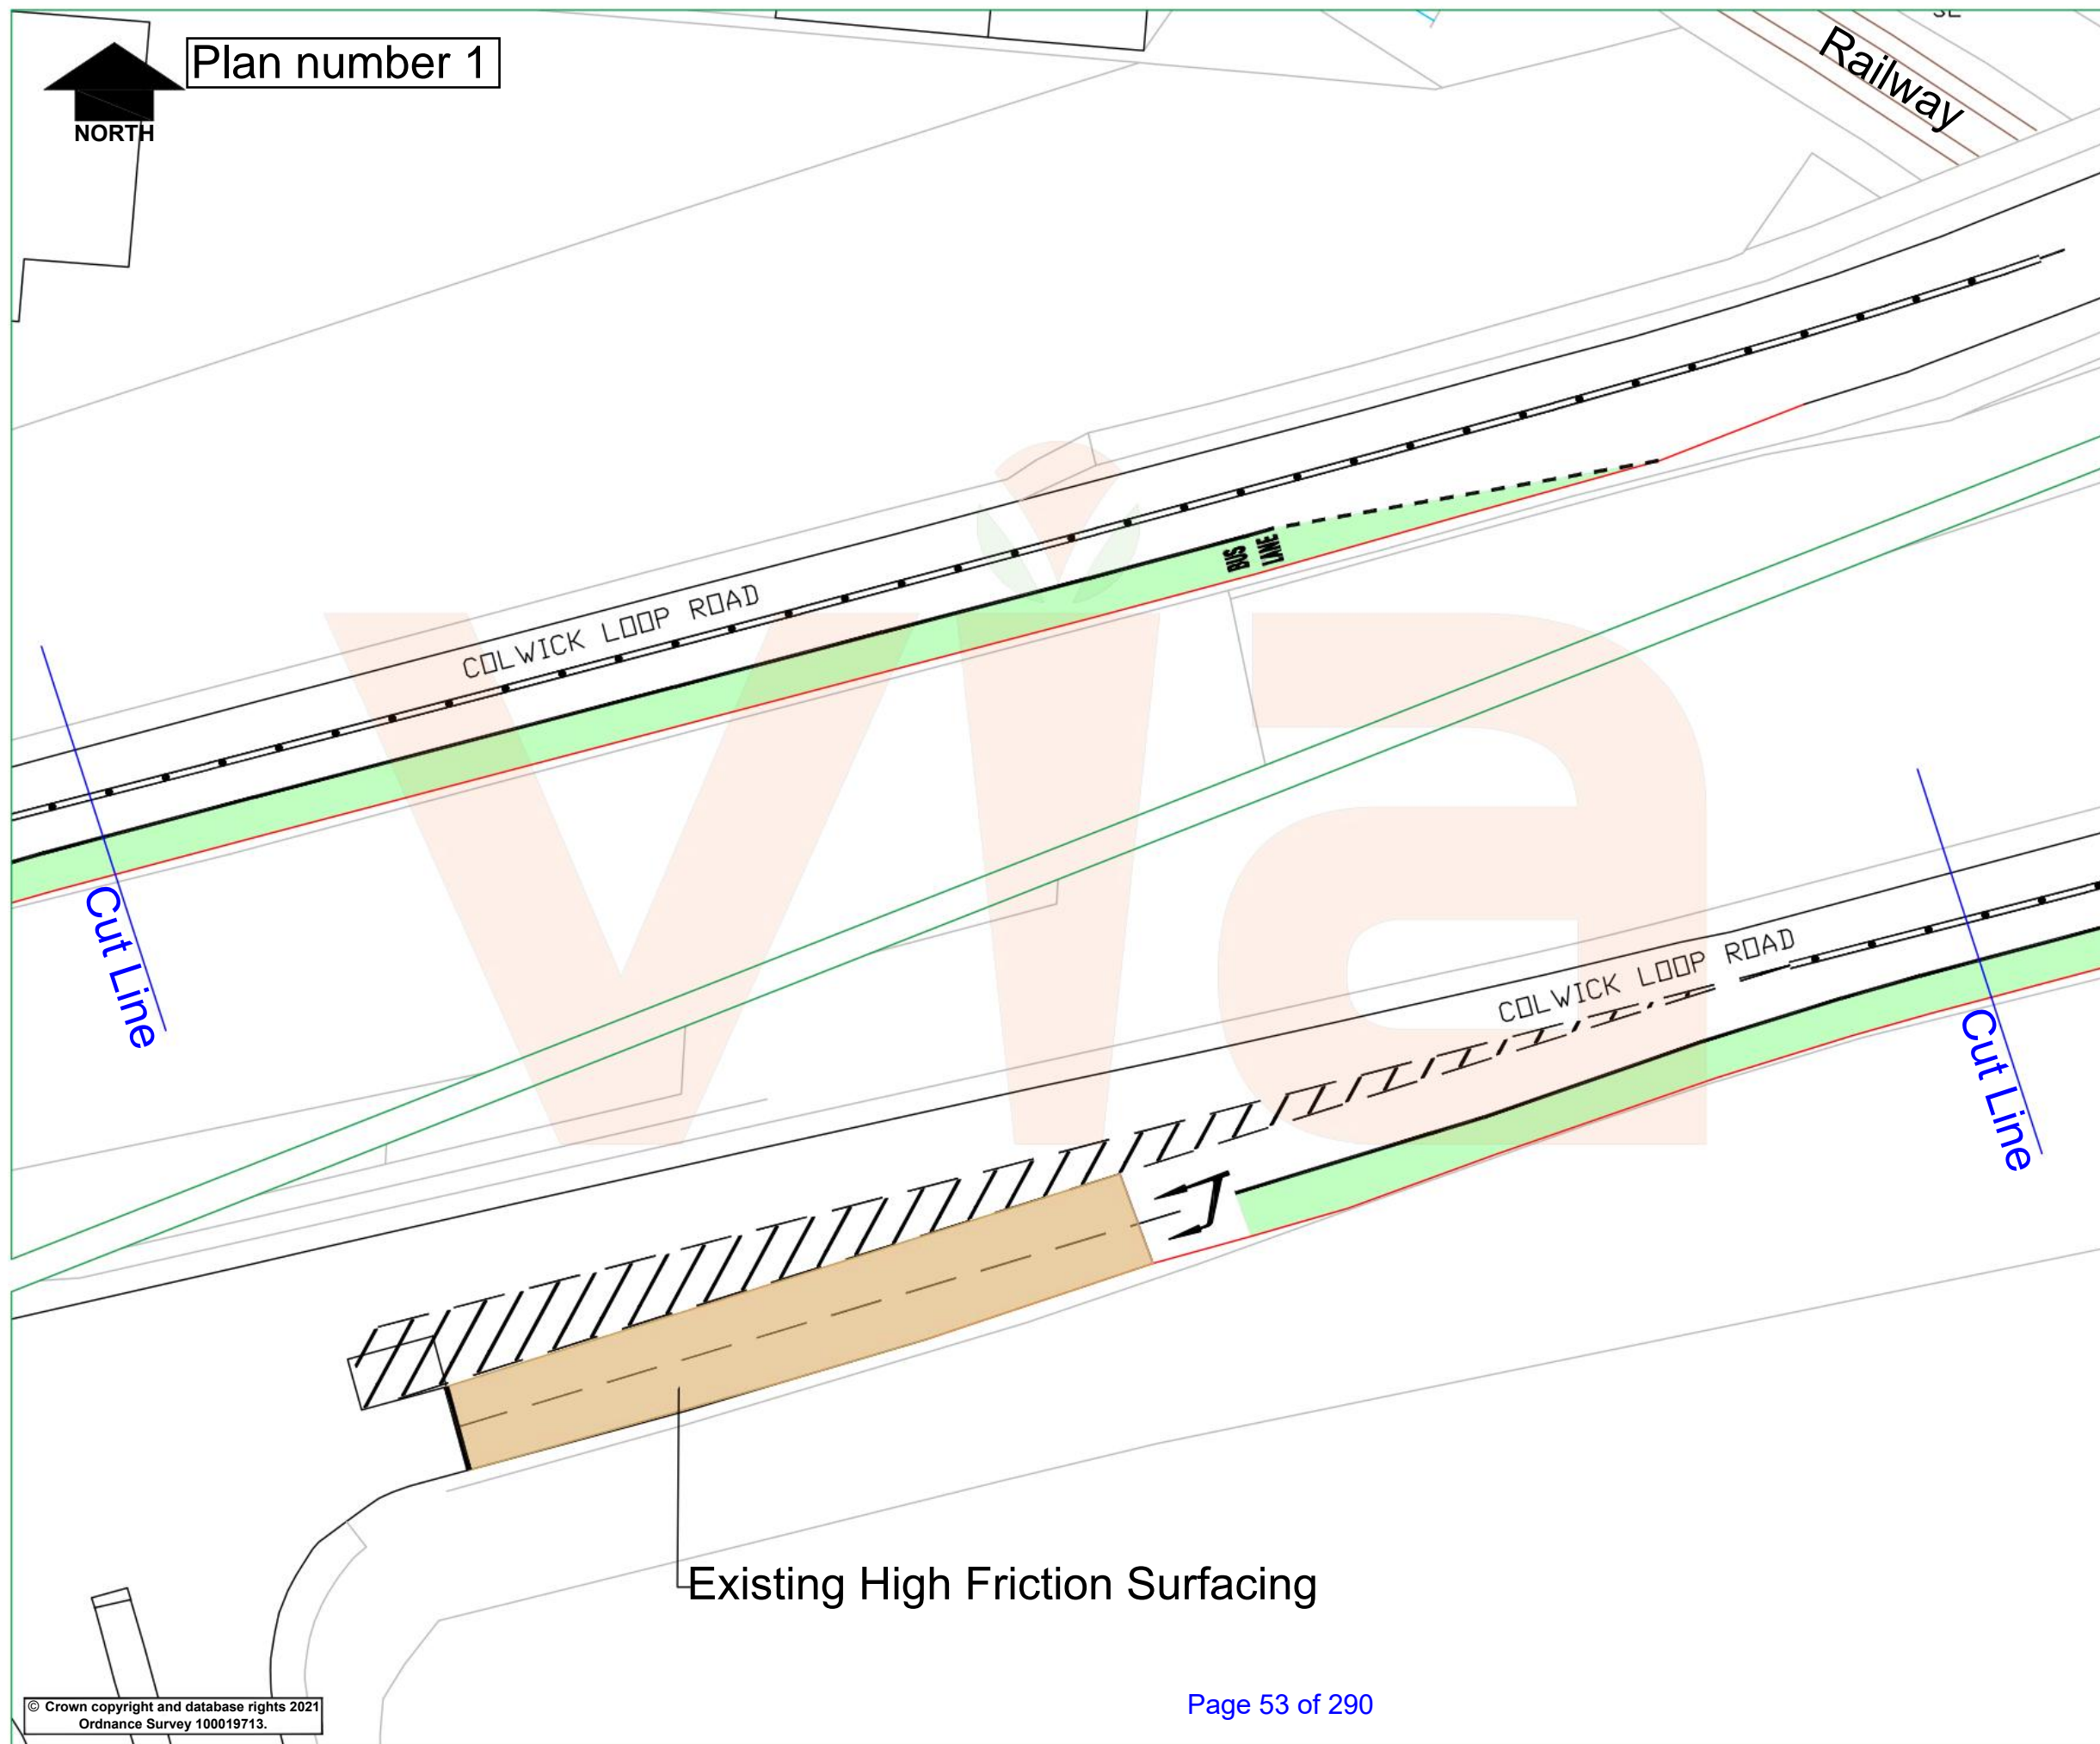 Plan number 1
NORTH
Railway
COLWICK LOOP ROAD
BUS
LANE
Cut Line
via
COLWICK LOOP ROAD
Cut Line
Existing High Friction Surfacing
© Crown copyright and database rights 2021
Ordnance Survey 100019713.
Page 53 of 290